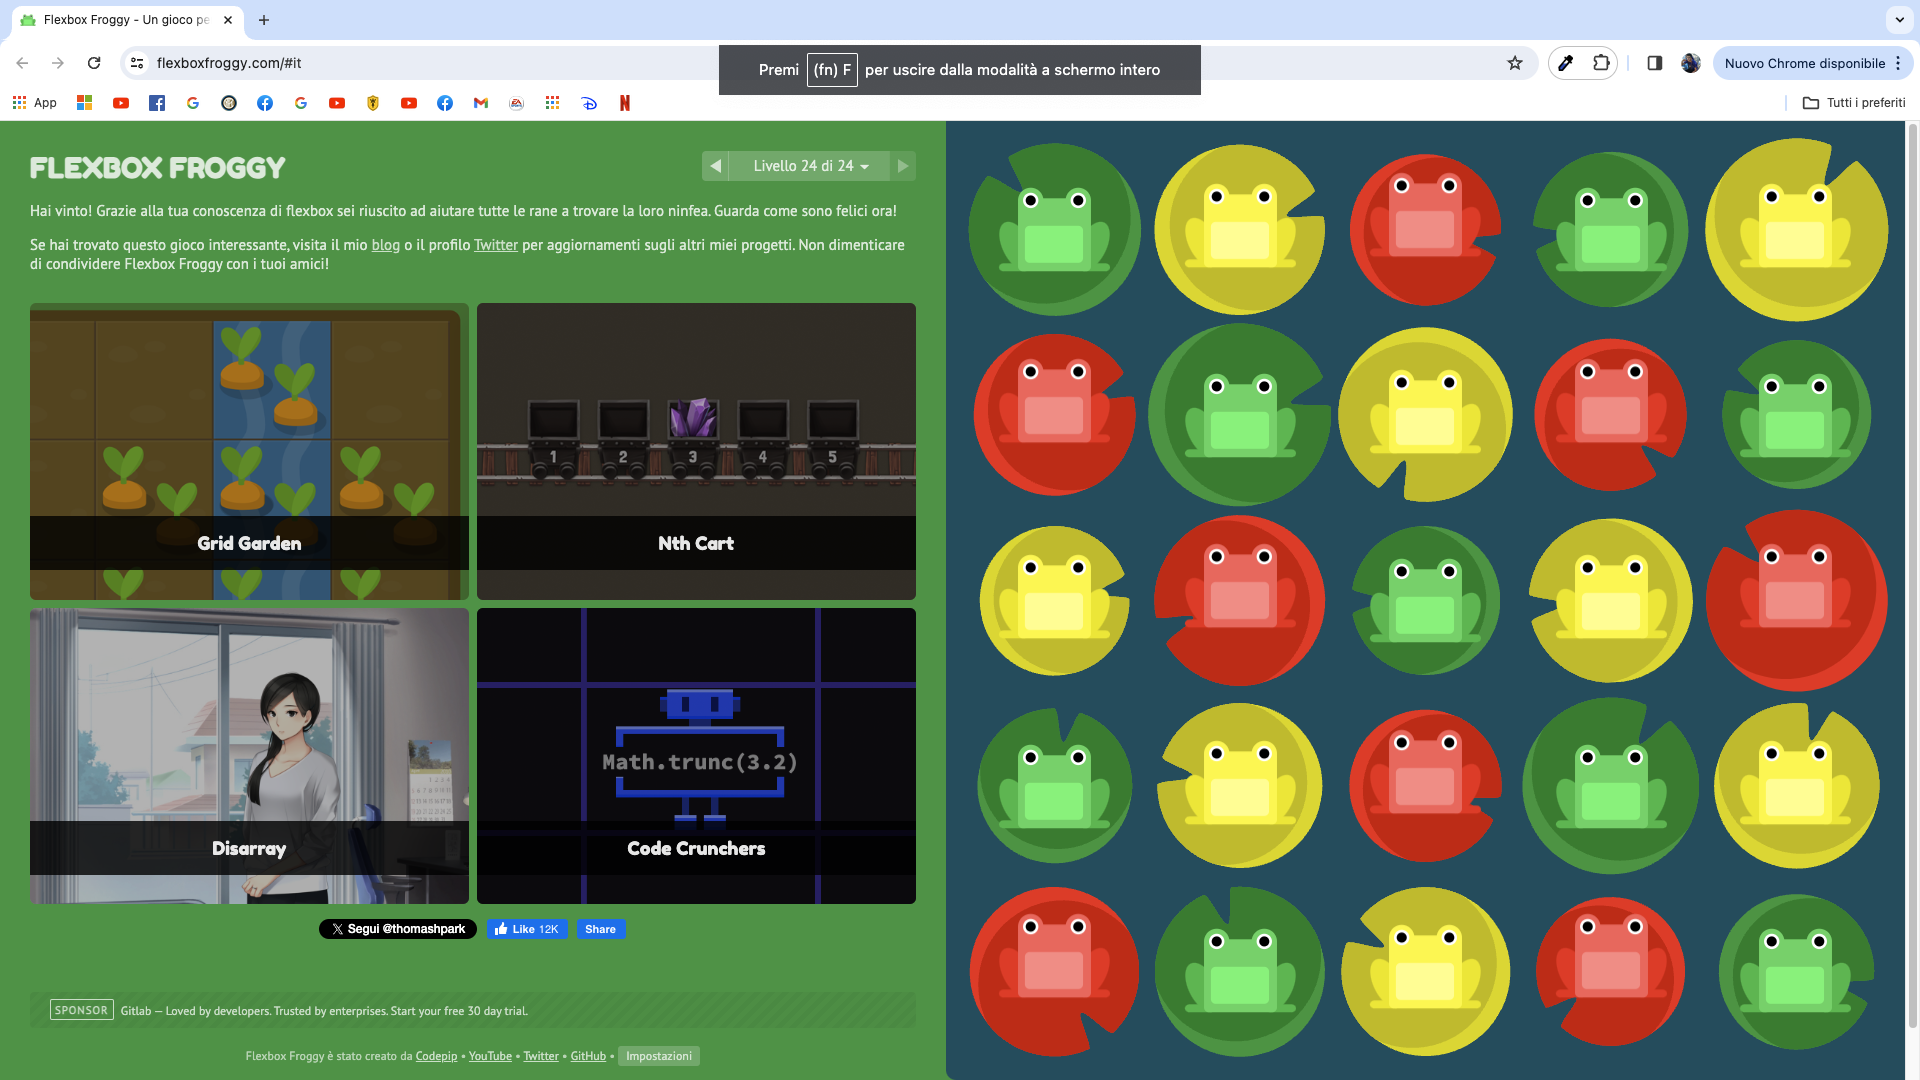 Flexbox Froggy - Un gioco pe
flexboxfroggy.com/#it
Premi (fn) F per uscire dalla modalità a schermo intero
Nuovo Chrome disponibile
App
Tutti i preferiti
FLEXBOX FROGGY
Livello 24 di 24
Hai vinto! Grazie alla tua conoscenza di flexbox sei riuscito ad aiutare tutte le rane a trovare la loro ninfea. Guarda come sono felici ora!
Se hai trovato questo gioco interessante, visita il mio blog o il profilo Twitter per aggiornamenti sugli altri miei progetti. Non dimenticare
di condividere Flexbox Froggy con i tuoi amici!
1 2 3 4 5
Grid Garden
Nth Cart
Math.trunc(3.2)
Disarray
Code Crunchers
X Segui @thomashpark
Like 12K
Share
SPONSOR Gitlab — Loved by developers. Trusted by enterprises. Start your free 30 day trial.
Flexbox Froggy è stato creato da Codepip • YouTube • Twitter • GitHub • Impostazioni